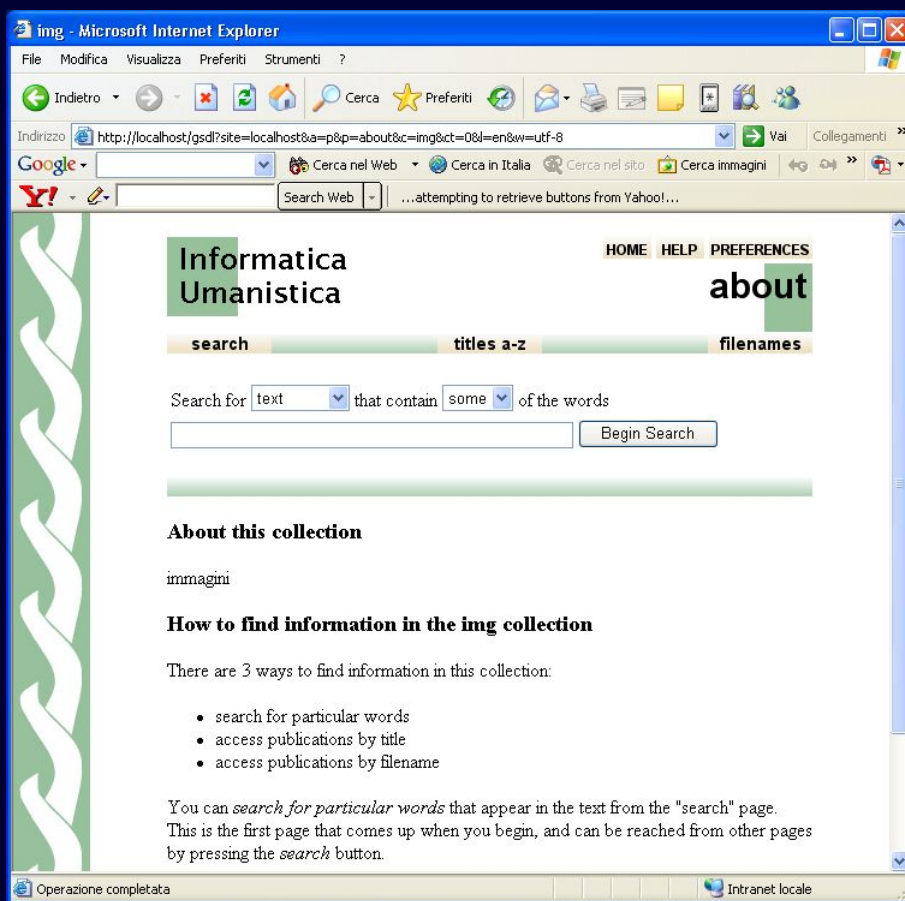 img - Microsoft Internet Explorer
File Modifica Visualizza Preferiti Strumenti ?
Indietro Cerca Preferiti
Indirizzo http://localhost/gsdl?site=localhost&a=p&p=about&c=img&ct=0&l=en&w=utf-8 Vai Collegamenti »
Google Cerca nel Web Cerca in Italia Cerca nel sito Cerca immagini »
Y! Search Web ...attempting to retrieve buttons from Yahoo!...
HOME HELP PREFERENCES
Informatica
Umanistica
about
search titles a-z filenames
Search for text that contain some of the words
Begin Search
About this collection
immagini
How to find information in the img collection
There are 3 ways to find information in this collection:
• search for particular words
• access publications by title
• access publications by filename
You can search for particular words that appear in the text from the "search" page.
This is the first page that comes up when you begin, and can be reached from other pages
by pressing the search button.
Operazione completata Intranet locale